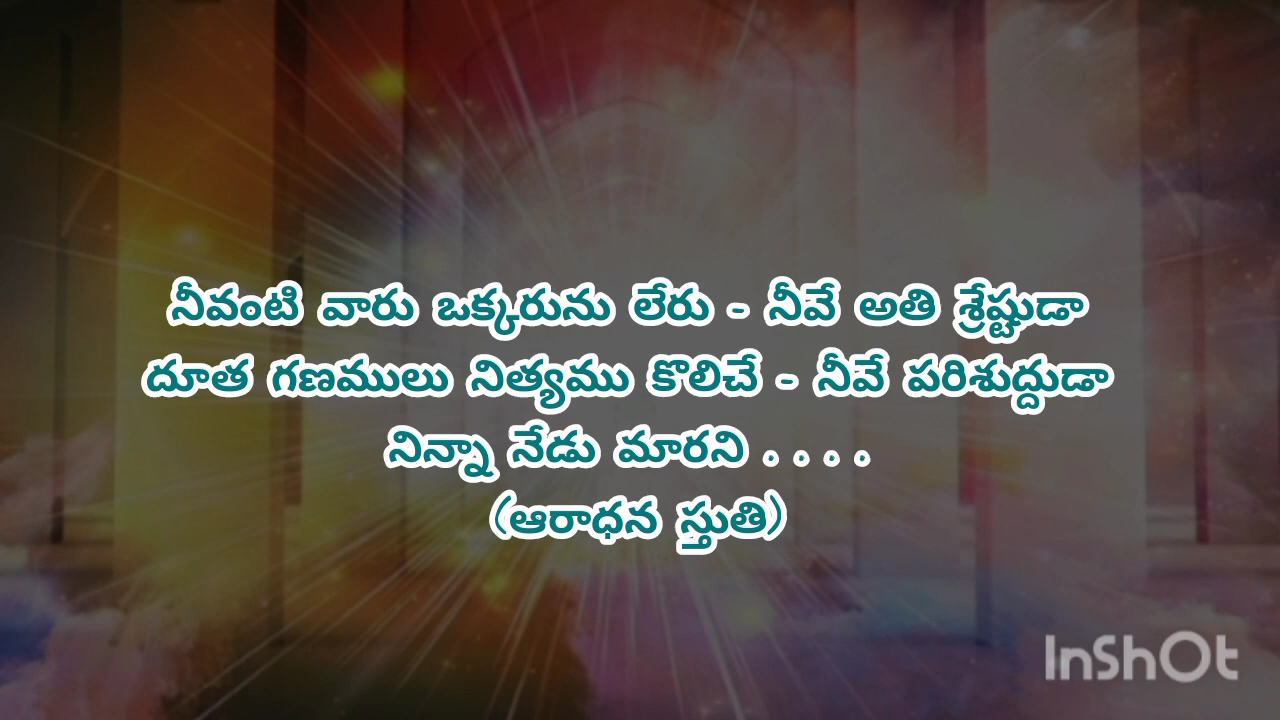 నీవంటి వారు ఒక్కరును లేరు - నీవే అతి శ్రేష్టుడా
దూత గణములు నిత్యము కొలిచే - నీవే పరిశుద్దుడా
నిన్నా నేడు మారని . . . .
(ఆరాధన స్తుతి)
InShOt